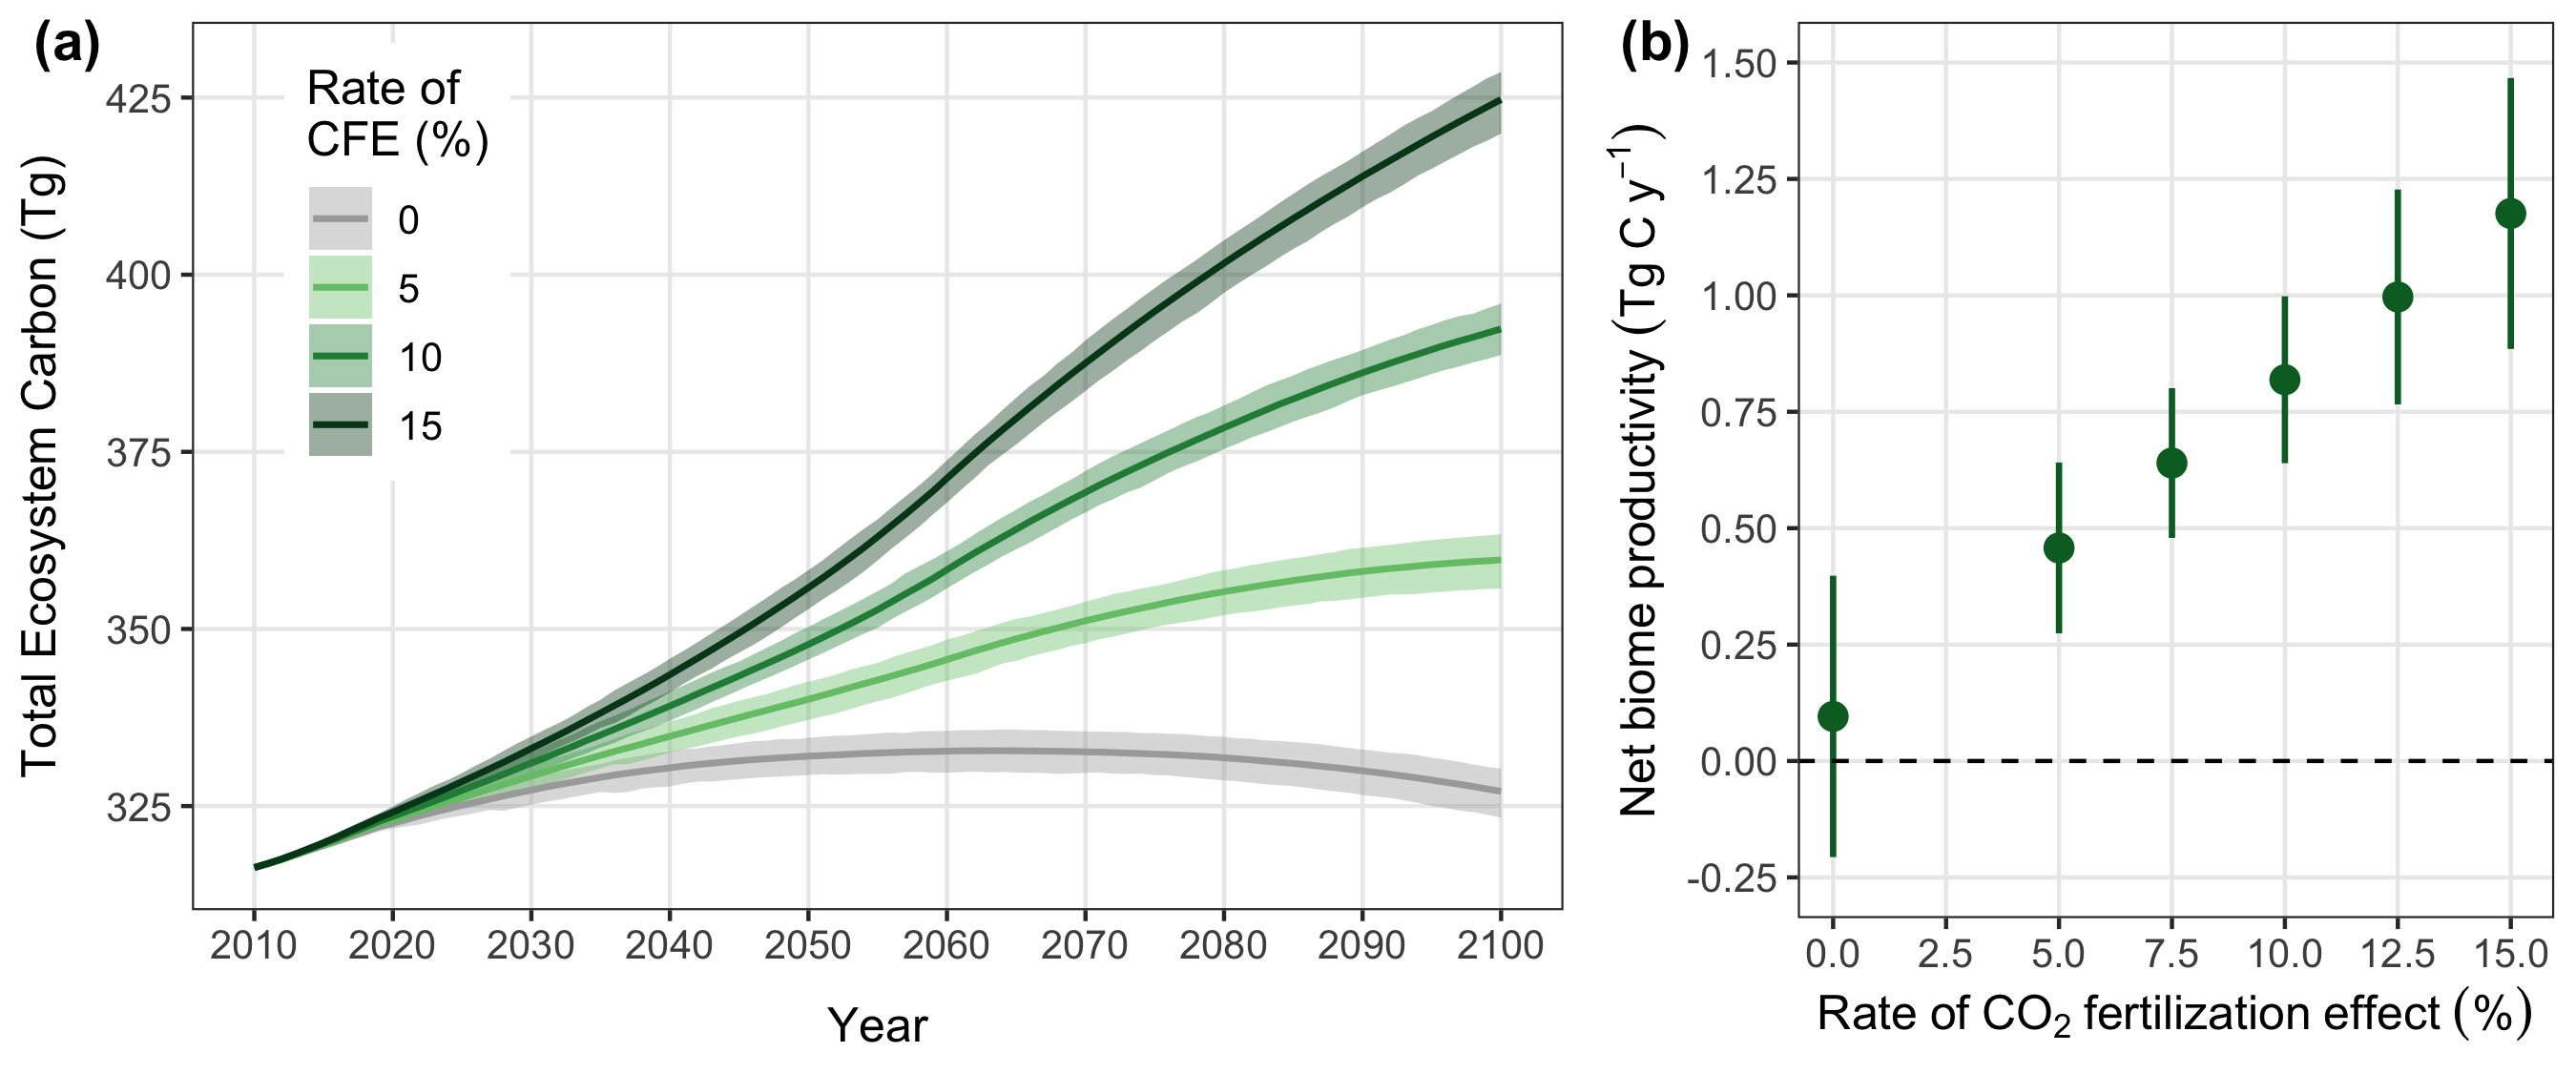 (a)
Total Ecosystem Carbon (Tg)
425
400
375
350
325
Rate of
CFE (%)
0
5
10
15
2010 2020 2030 2040 2050 2060 2070 2080 2090 2100
Year
(b)
Net biome productivity (Tg C y⁻¹)
1.50
1.25
1.00
0.75
0.50
0.25
0.00
-0.25
0.0 2.5 5.0 7.5 10.0 12.5 15.0
Rate of CO₂ fertilization effect (%)